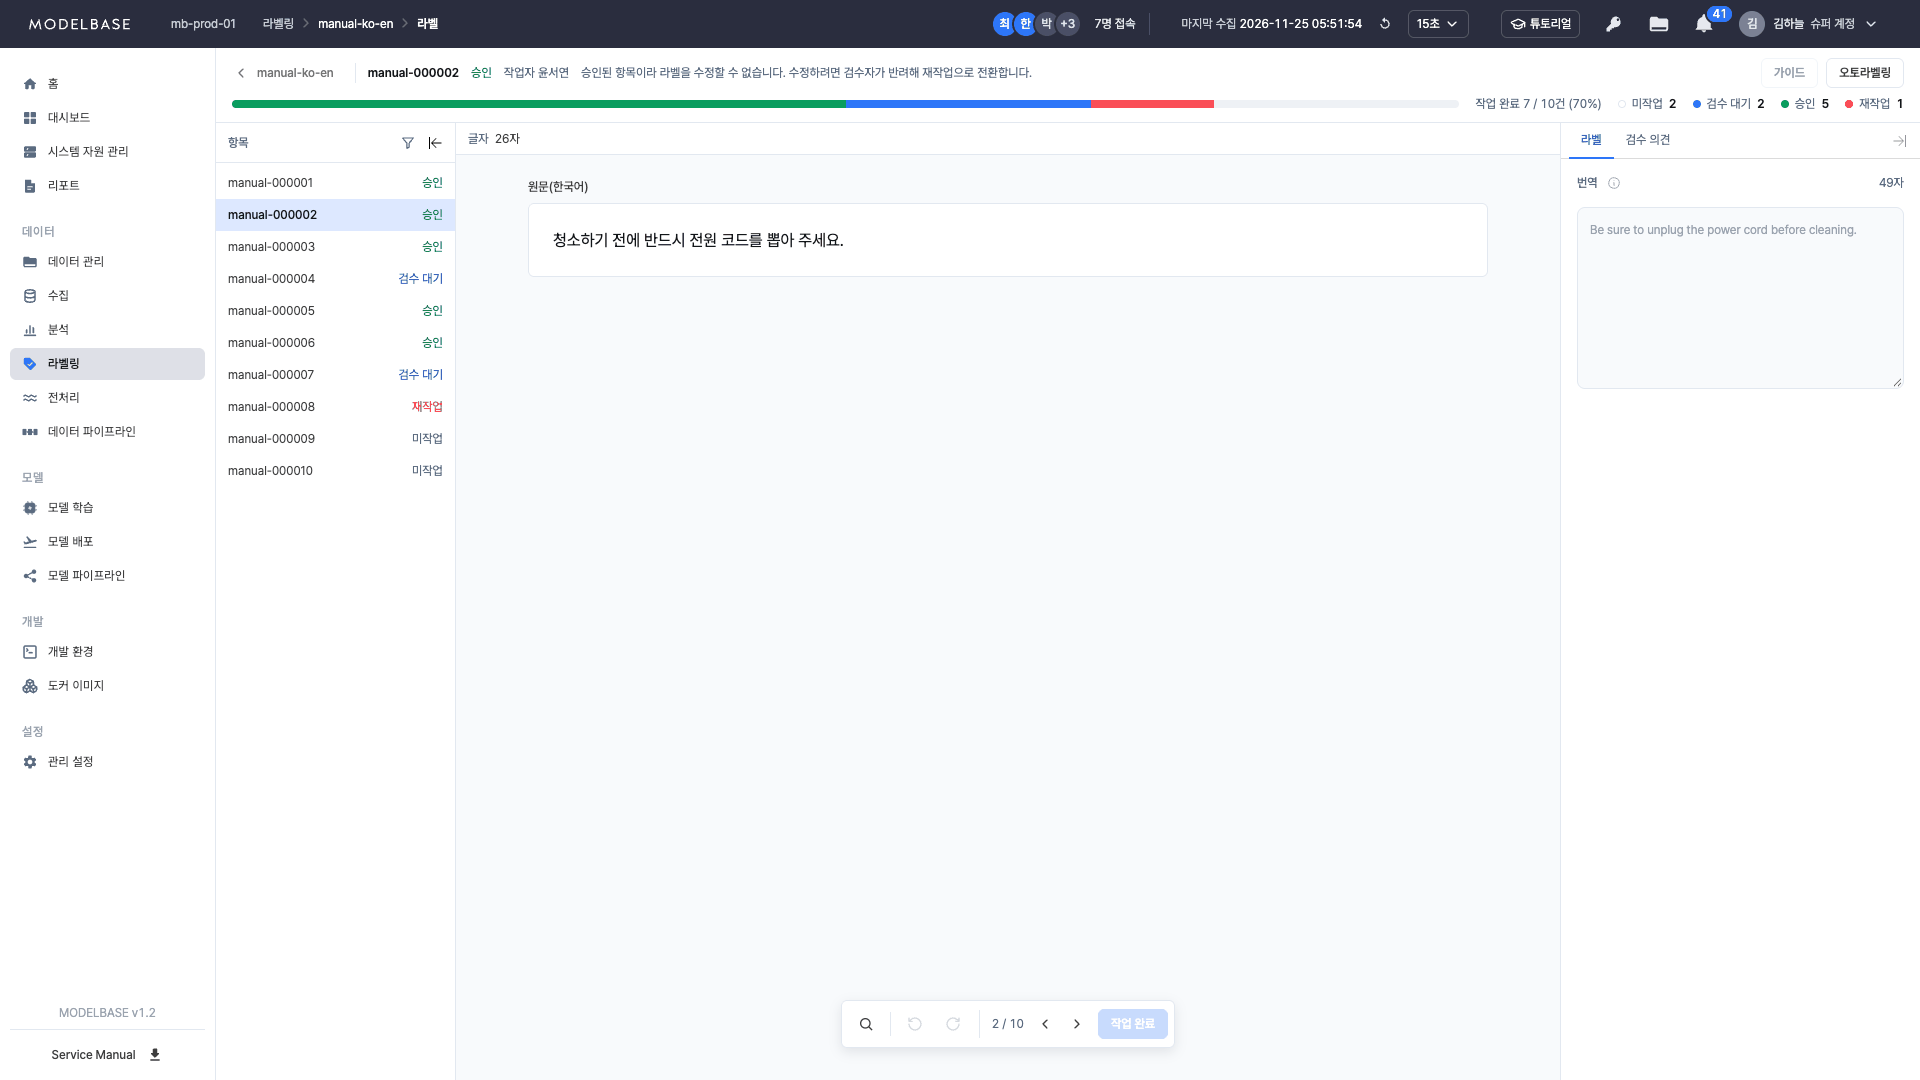 MODELBASE
mb-prod-01
라벨링 > manual-ko-en > 라벨
최 한 박 +3 7명 접속
마지막 수집 2026-11-25 05:51:54
15초
튜토리얼
41
김 김하늘 슈퍼 계정
홈
대시보드
시스템 자원 관리
리포트
데이터
데이터 관리
수집
분석
라벨링
전처리
데이터 파이프라인
모델
모델 학습
모델 배포
모델 파이프라인
개발
개발 환경
도커 이미지
설정
관리 설정
MODELBASE v1.2
Service Manual
manual-ko-en
manual-000002 승인 작업자 윤서연 승인된 항목이라 라벨을 수정할 수 없습니다. 수정하려면 검수자가 반려해 재작업으로 전환합니다.
가이드
오토라벨링
작업 완료 7 / 10건 (70%) 미작업 2 검수 대기 2 승인 5 재작업 1
항목
manual-000001 승인
manual-000002 승인
manual-000003 승인
manual-000004 검수 대기
manual-000005 승인
manual-000006 승인
manual-000007 검수 대기
manual-000008 재작업
manual-000009 미작업
manual-000010 미작업
글자 26자
원문(한국어)
청소하기 전에 반드시 전원 코드를 뽑아 주세요.
2 / 10
작업 완료
라벨 검수 의견
번역 49자
Be sure to unplug the power cord before cleaning.